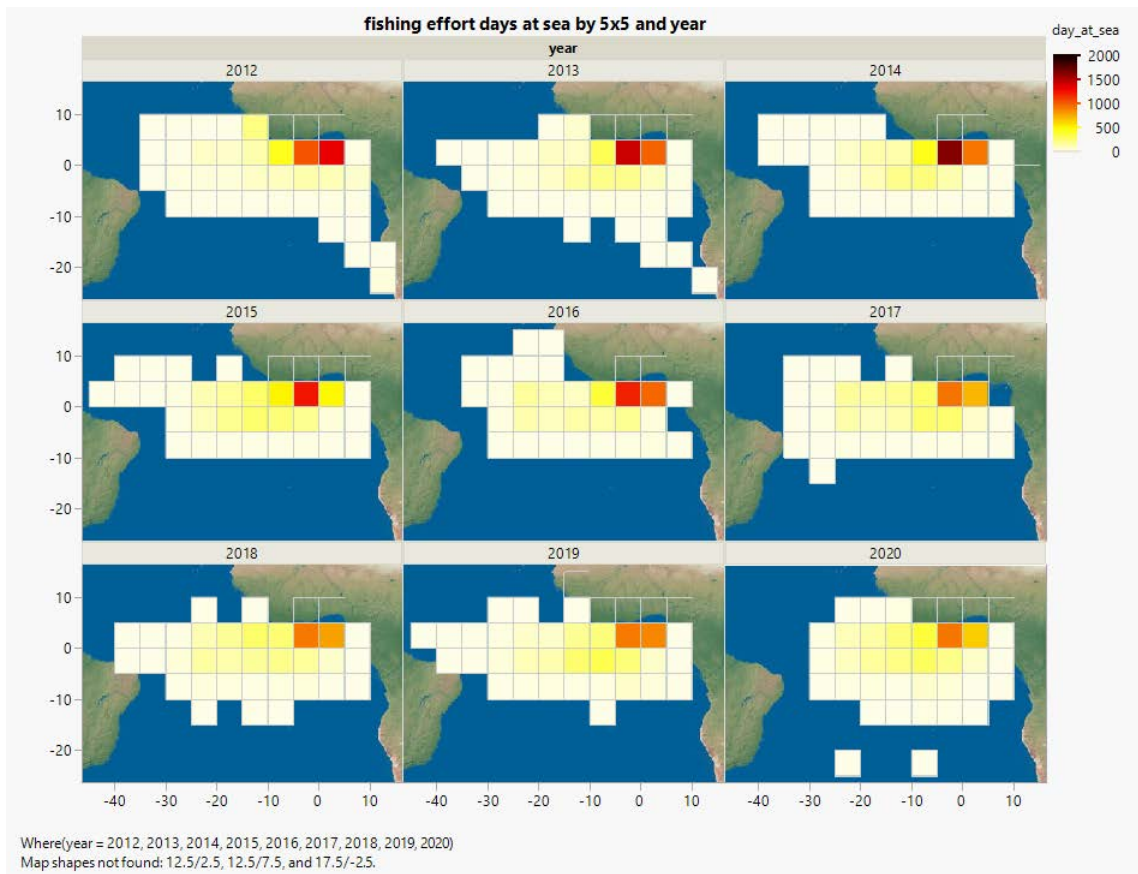 fishing effort days at sea by 5x5 and year
day_at_sea
year
2012 2013 2014
2000
1500
1000
500
0
10
0
-10
-20
2015 2016 2017
10
0
-10
-20
2018 2019 2020
10
0
-10
-20
-40 -30 -20 -10 0 10 -40 -30 -20 -10 0 10 -40 -30 -20 -10 0 10
Where(year = 2012, 2013, 2014, 2015, 2016, 2017, 2018, 2019, 2020)
Map shapes not found: 12.5/2.5, 12.5/7.5, and 17.5/-2.5.